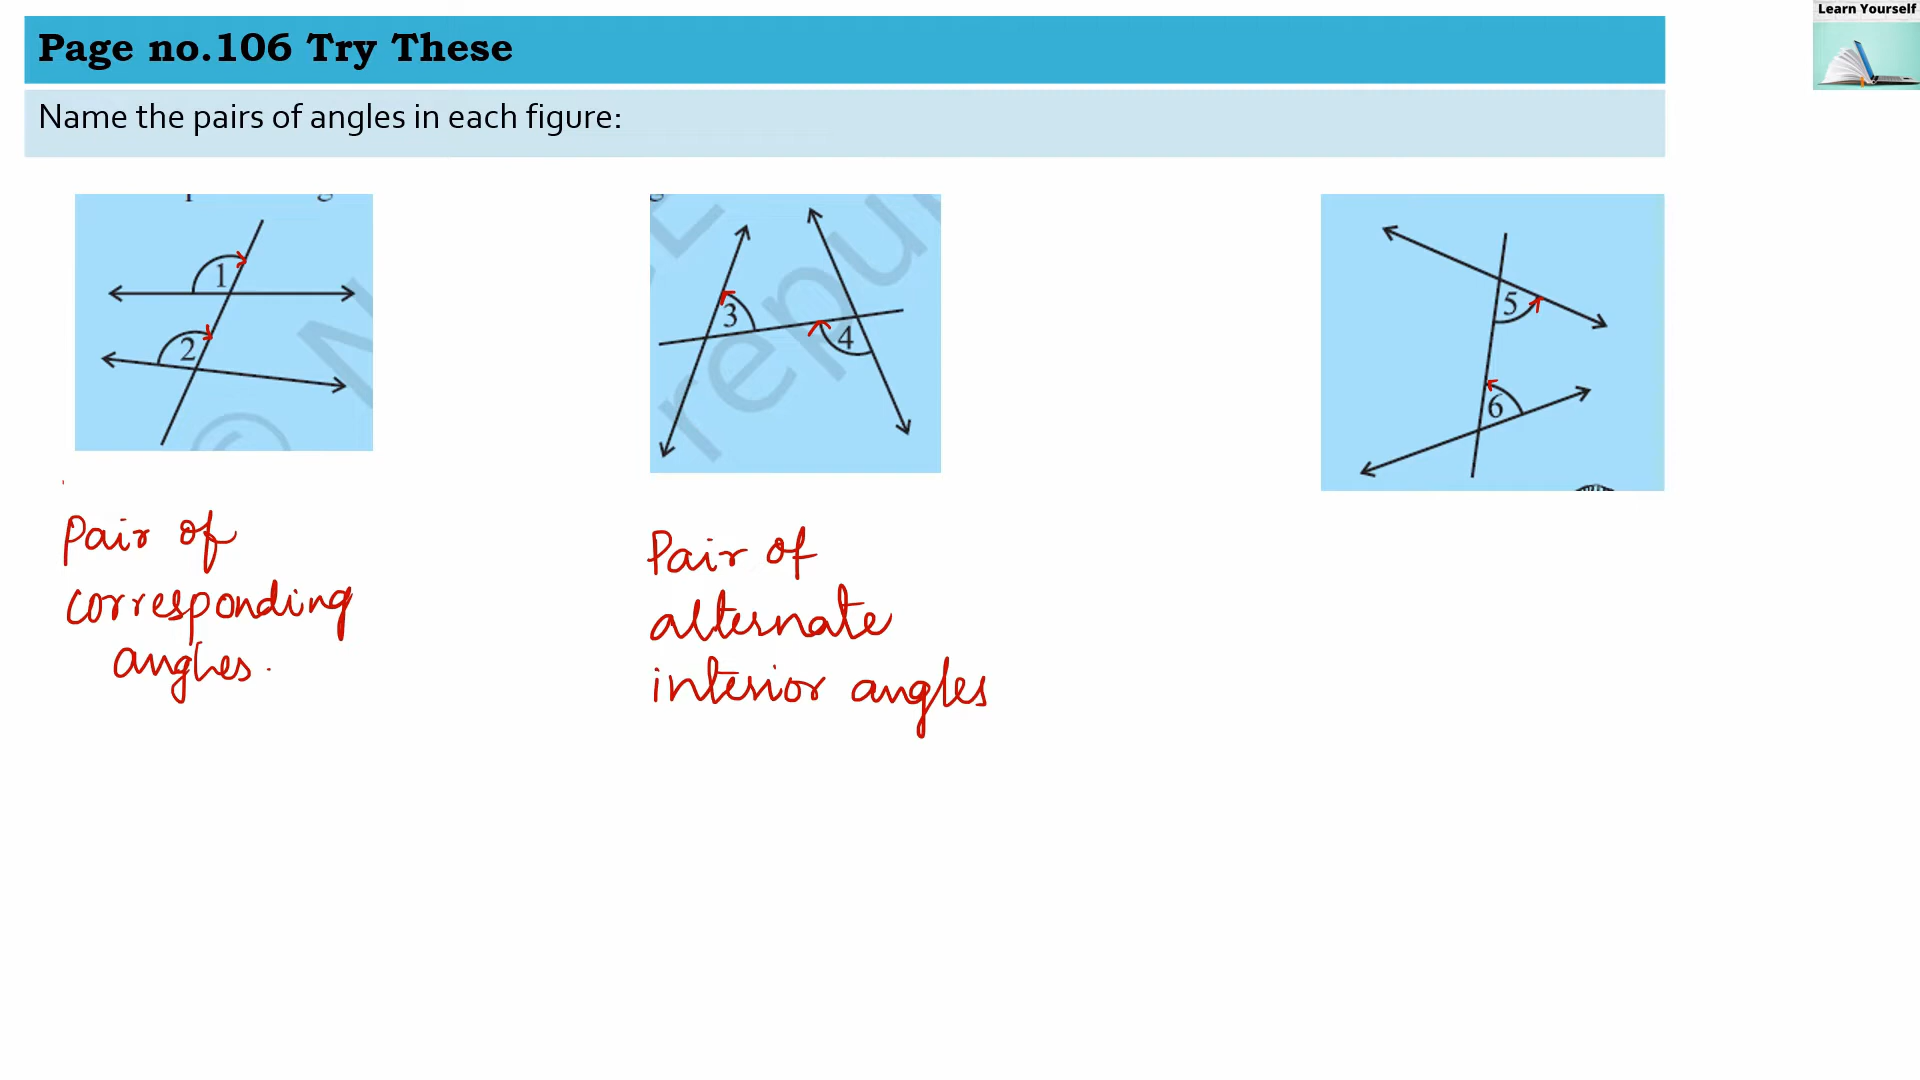 Learn Yourself
Page no.106 Try These
Name the pairs of angles in each figure:
1
2
3
4
5
6
Pair of
corresponding
angles.
Pair of
alternate
interior angles